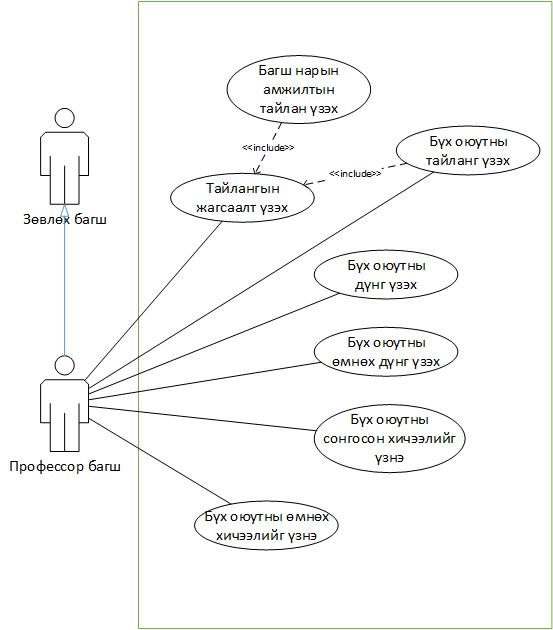 Багш нарын
амжилтын
тайлан үзэх
Бүх оюутны
тайланг үзэх
<<include>>
<<include>>
Тайлангын
жагсаалт үзэх
Зөвлөх багш
Бүх оюутны
дүнг үзэх
Бүх оюутны
өмнөх дүнг үзэх
Бүх оюутны
сонгосон хичээлийг
үзнэ
Профессор багш
Бүх оюутны өмнөх
хичээлийг үзнэ